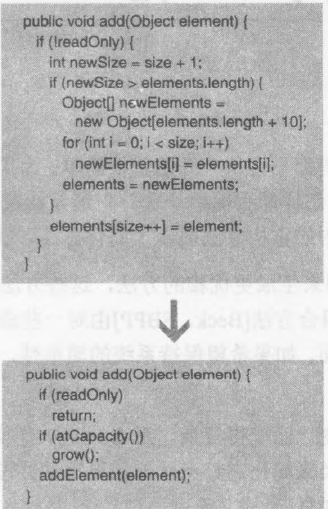 public void add(Object element) {
if (!readOnly) {
int newSize = size + 1;
if (newSize > elements.length) {
Object[] newElements =
new Object[elements.length + 10];
for (int i = 0; i < size; i++)
newElements[i] = elements[i];
elements = newElements;
}
elements[size++] = element;
}
}
public void add(Object element) {
if (readOnly)
return;
if (atCapacity())
grow();
addElement(element);
}